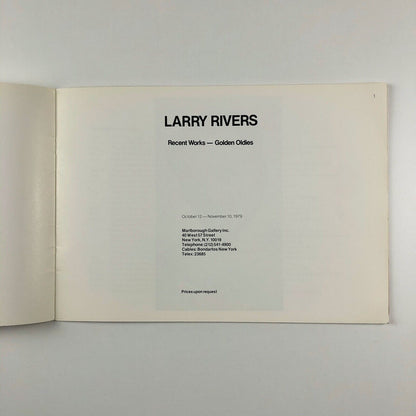 1
LARRY RIVERS
Recent Works — Golden Oldies
October 13 — November 10, 1979
Marlborough Gallery Inc.
40 West 57 Street
New York, N.Y. 10019
Telephone (212) 541-4900
Cables: Bondartos New York
Telex: 23685
Prices upon request